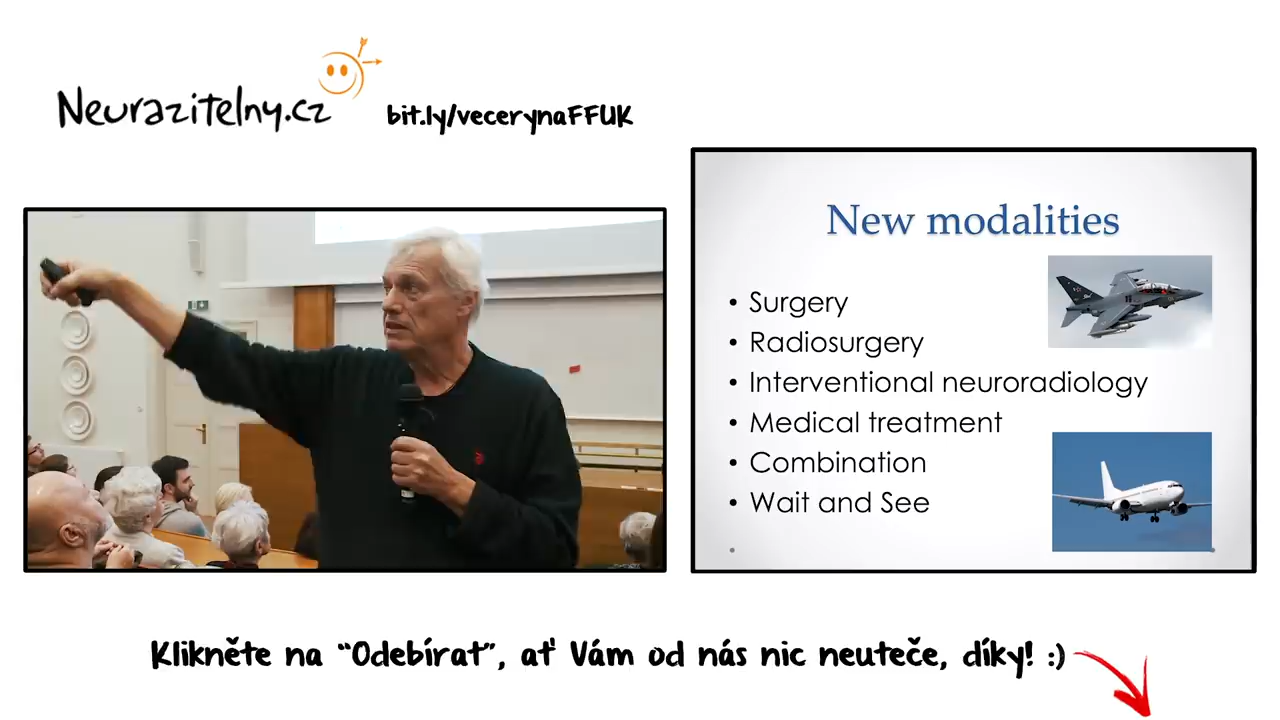 Neurazitelny.cz
bit.ly/vecerynaFFUK
New modalities
• Surgery
• Radiosurgery
• Interventional neuroradiology
• Medical treatment
• Combination
• Wait and See
Klikněte na “Odebírat”, ať Vám od nás nic neuteče, díky! :)